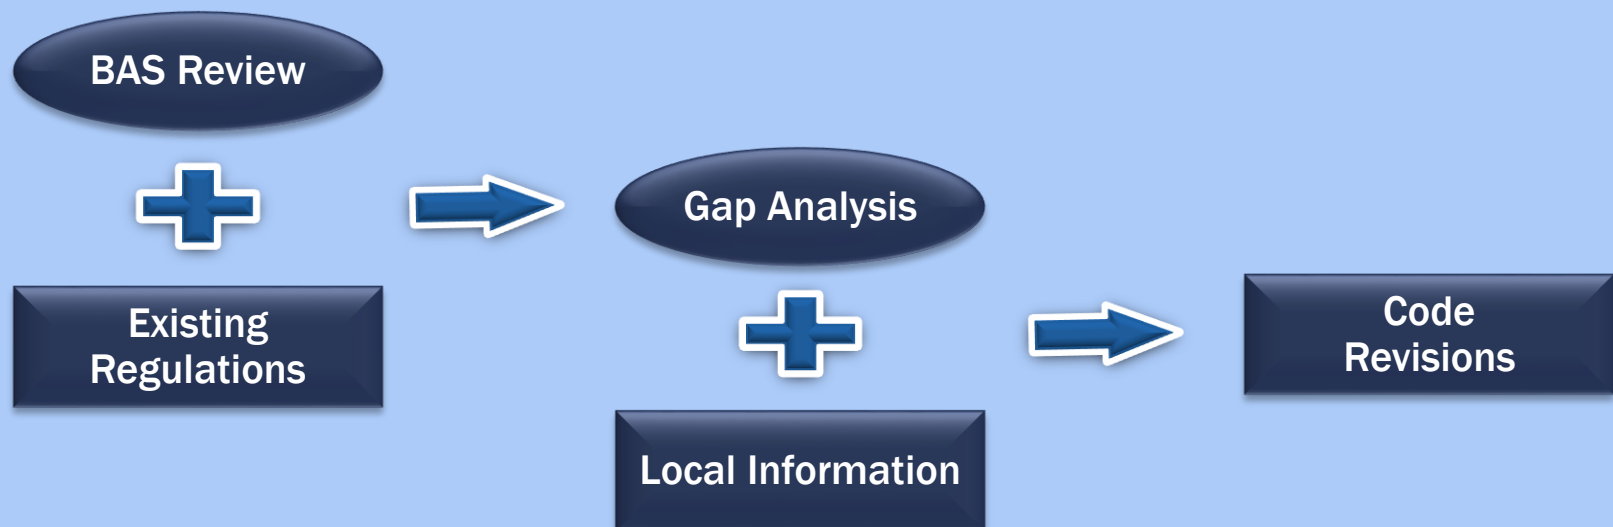 BAS Review
Existing
Regulations
Gap Analysis
Local Information
Code
Revisions